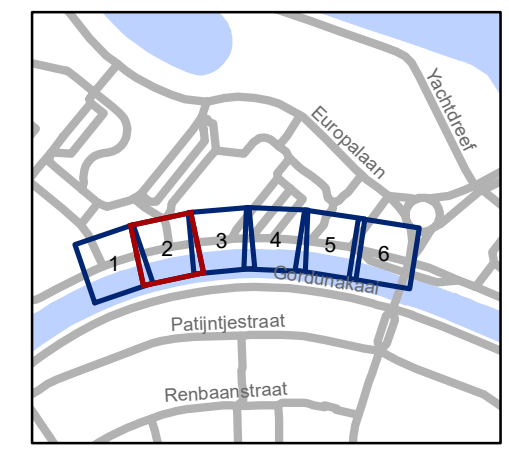 Yachtdreef
Europalaan
1
2
3
4
5
6
Gordunakaai
Patijntjestraat
Renbaanstraat